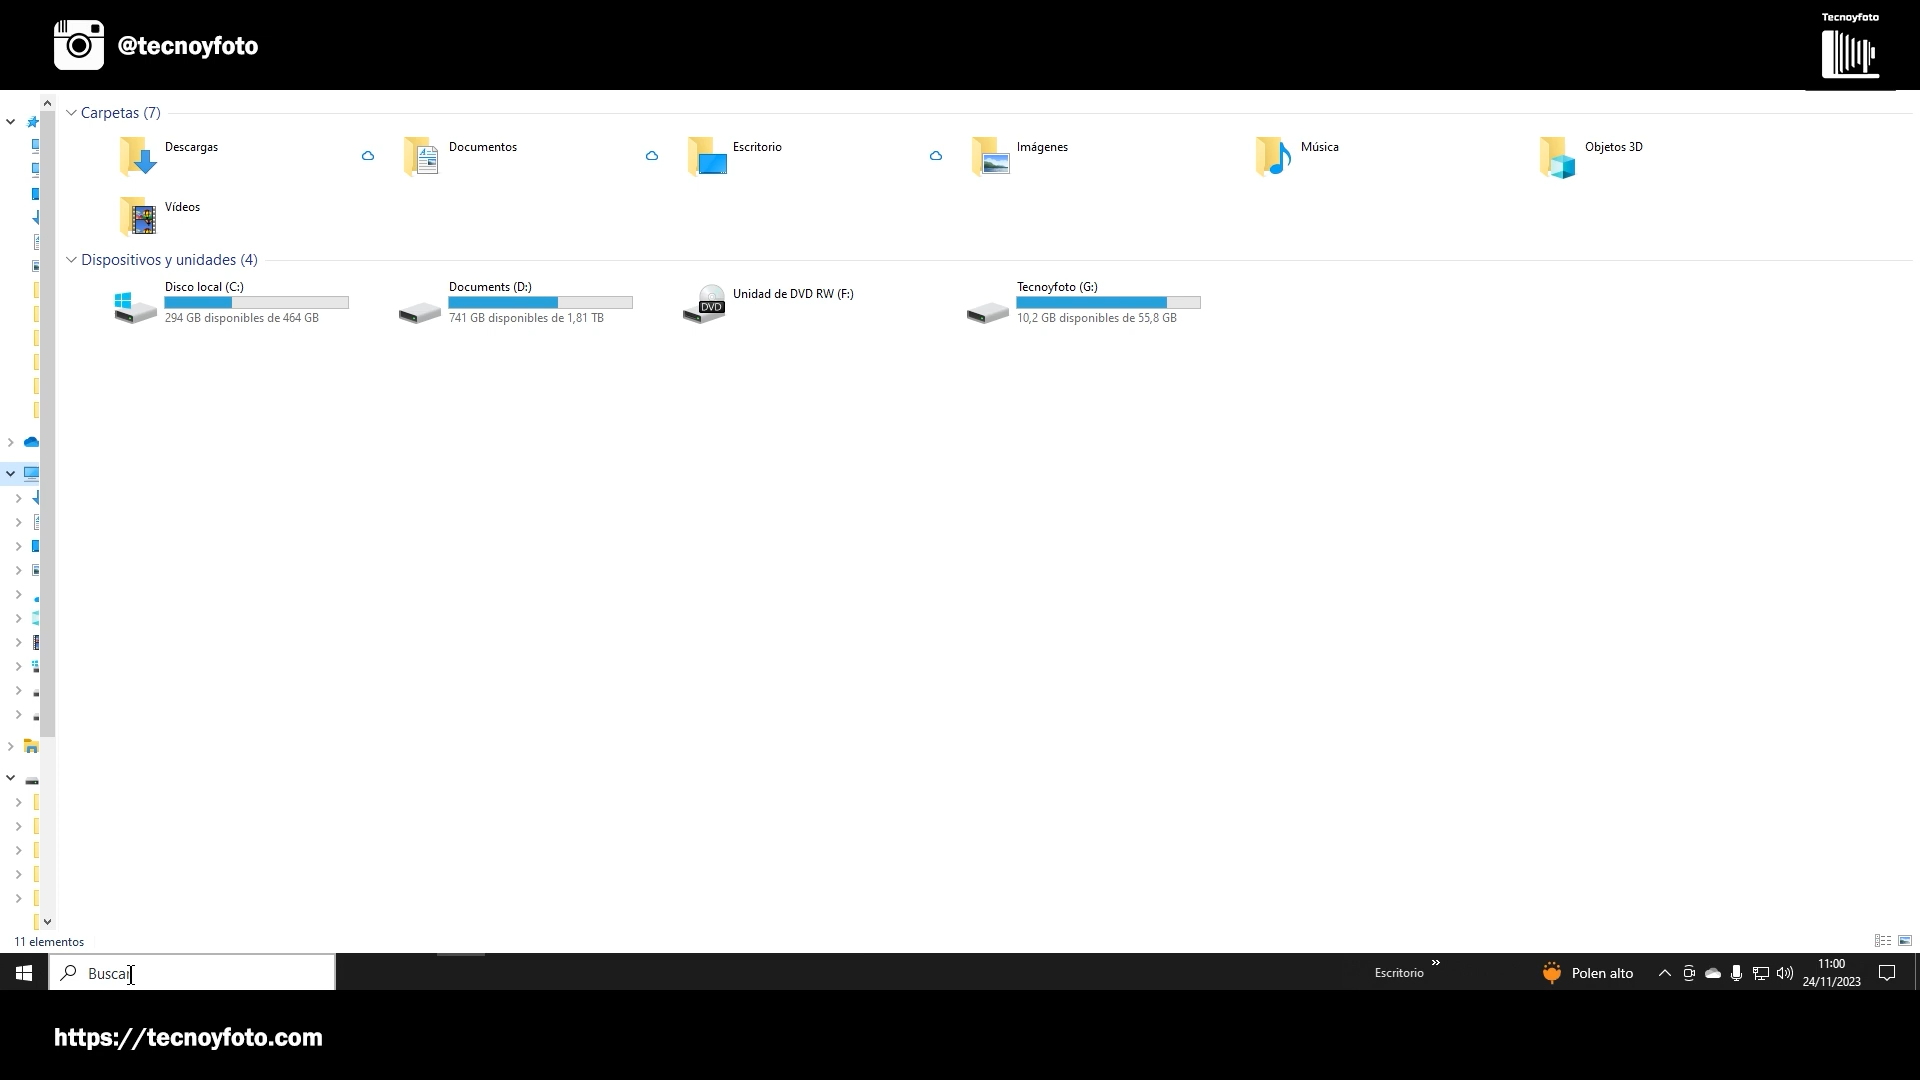 @tecnoyfoto
Tecnoyfoto
Carpetas (7)
Descargas
Documentos
Escritorio
Imágenes
Música
Objetos 3D
Vídeos
Dispositivos y unidades (4)
Disco local (C:)
294 GB disponibles de 464 GB
Documents (D:)
741 GB disponibles de 1,81 TB
DVD
Unidad de DVD RW (F:)
Tecnoyfoto (G:)
10,2 GB disponibles de 55,8 GB
11 elementos
Buscar
Escritorio
»
Polen alto
11:00
24/11/2023
https://tecnoyfoto.com